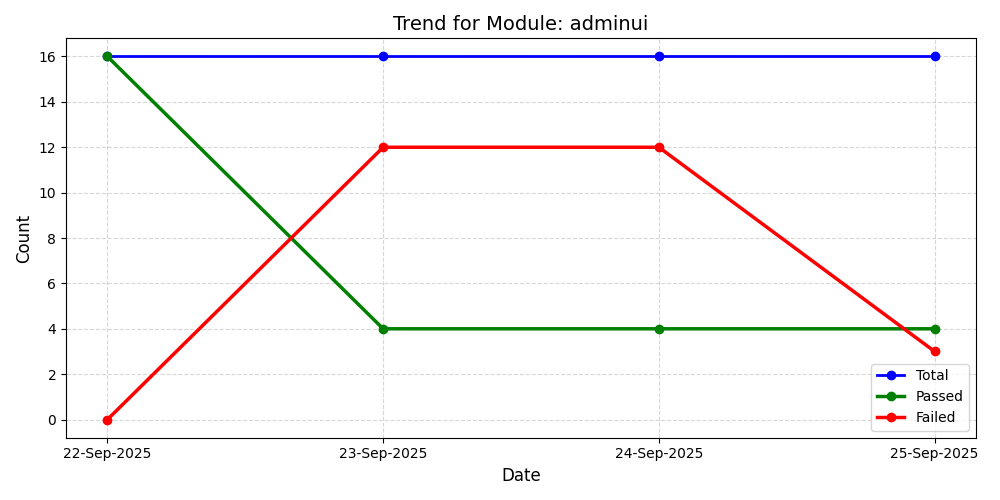 Trend for Module: adminui
Count
16
14
12
10
8
6
4
2
0
Total
Passed
Failed
22-Sep-2025 23-Sep-2025 24-Sep-2025 25-Sep-2025
Date